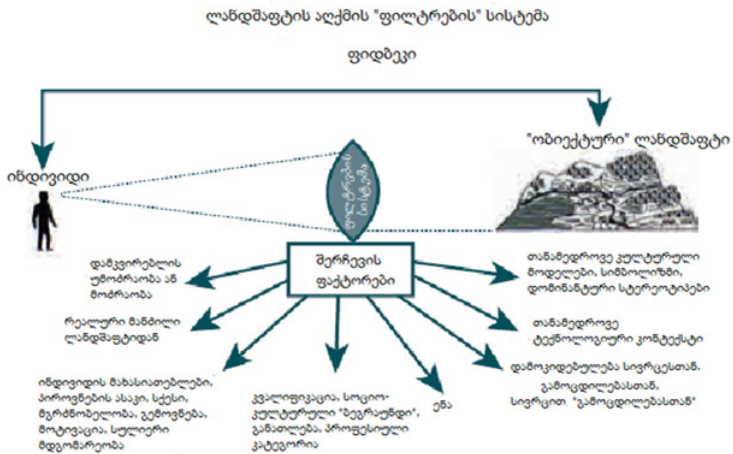 ლანდშაფტის აღქმის "ფილტრების" სისტემა
ფიდბეკი
"ობიექტური" ლანდშაფტი
ინდივიდი
ფილტრების
სისტემა
შერჩევის
ფაქტორები
დამკვირებლის
უმოძრაობა ან
მოძრაობა
თანამედროვე კულტურული
მოდელები, სიმბოლიზმი,
დომინანტური სტერეოტიპები
რეალური მანძილი
ლანდშაფტიდან
თანამედროვე
ტექნოლოგიური კონტექსტი
ინდივიდის მახასიათებლები,
პიროვნების ასაკი, სქესი,
მგრძნობელობა, გემოვნება,
მოტივაცია, სულიერი
მდგომარეობა
კვალიფიკაცია, სოციო-
კულტურული "ბეგრაუნდი",
განათლება, პროფესიული
კატეგორია
ენა
დამოკიდებულება სივრცესთან,
გამოცდილებასთან,
სივრცით "გამოცდილებასთან"